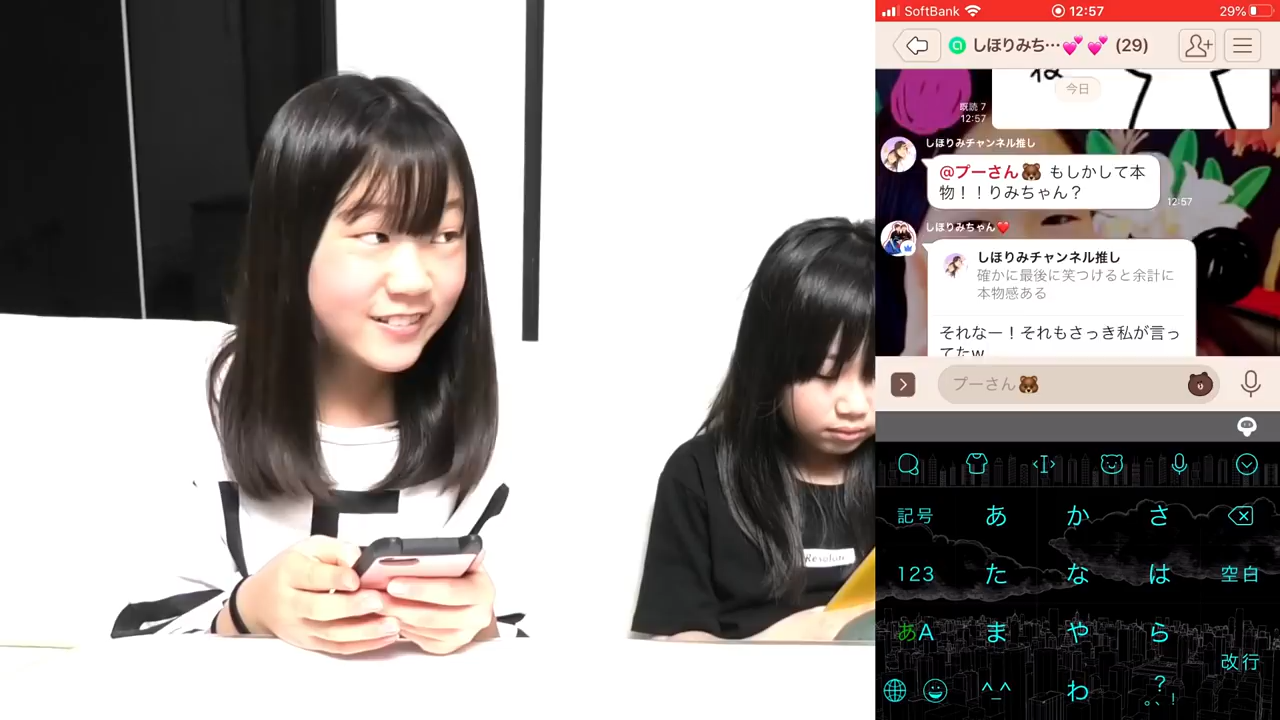 SoftBank 12:57 29%
しほりみち…💕 💕 (29)
ね
今日
既読 7
12:57
しほりみチャンネル推し
@プーさん🐻 もしかして本
物！！りみちゃん？
12:57
しほりみちゃん❤️
しほりみチャンネル推し
確かに最後に笑つけると余計に
本物感ある
それなー！それもさっき私が言っ
てたw
プーさん🐻
記号 あ か さ
123 た な は 空白
あA ま や ら
改行
^_^ わ ?。、!
Resolute